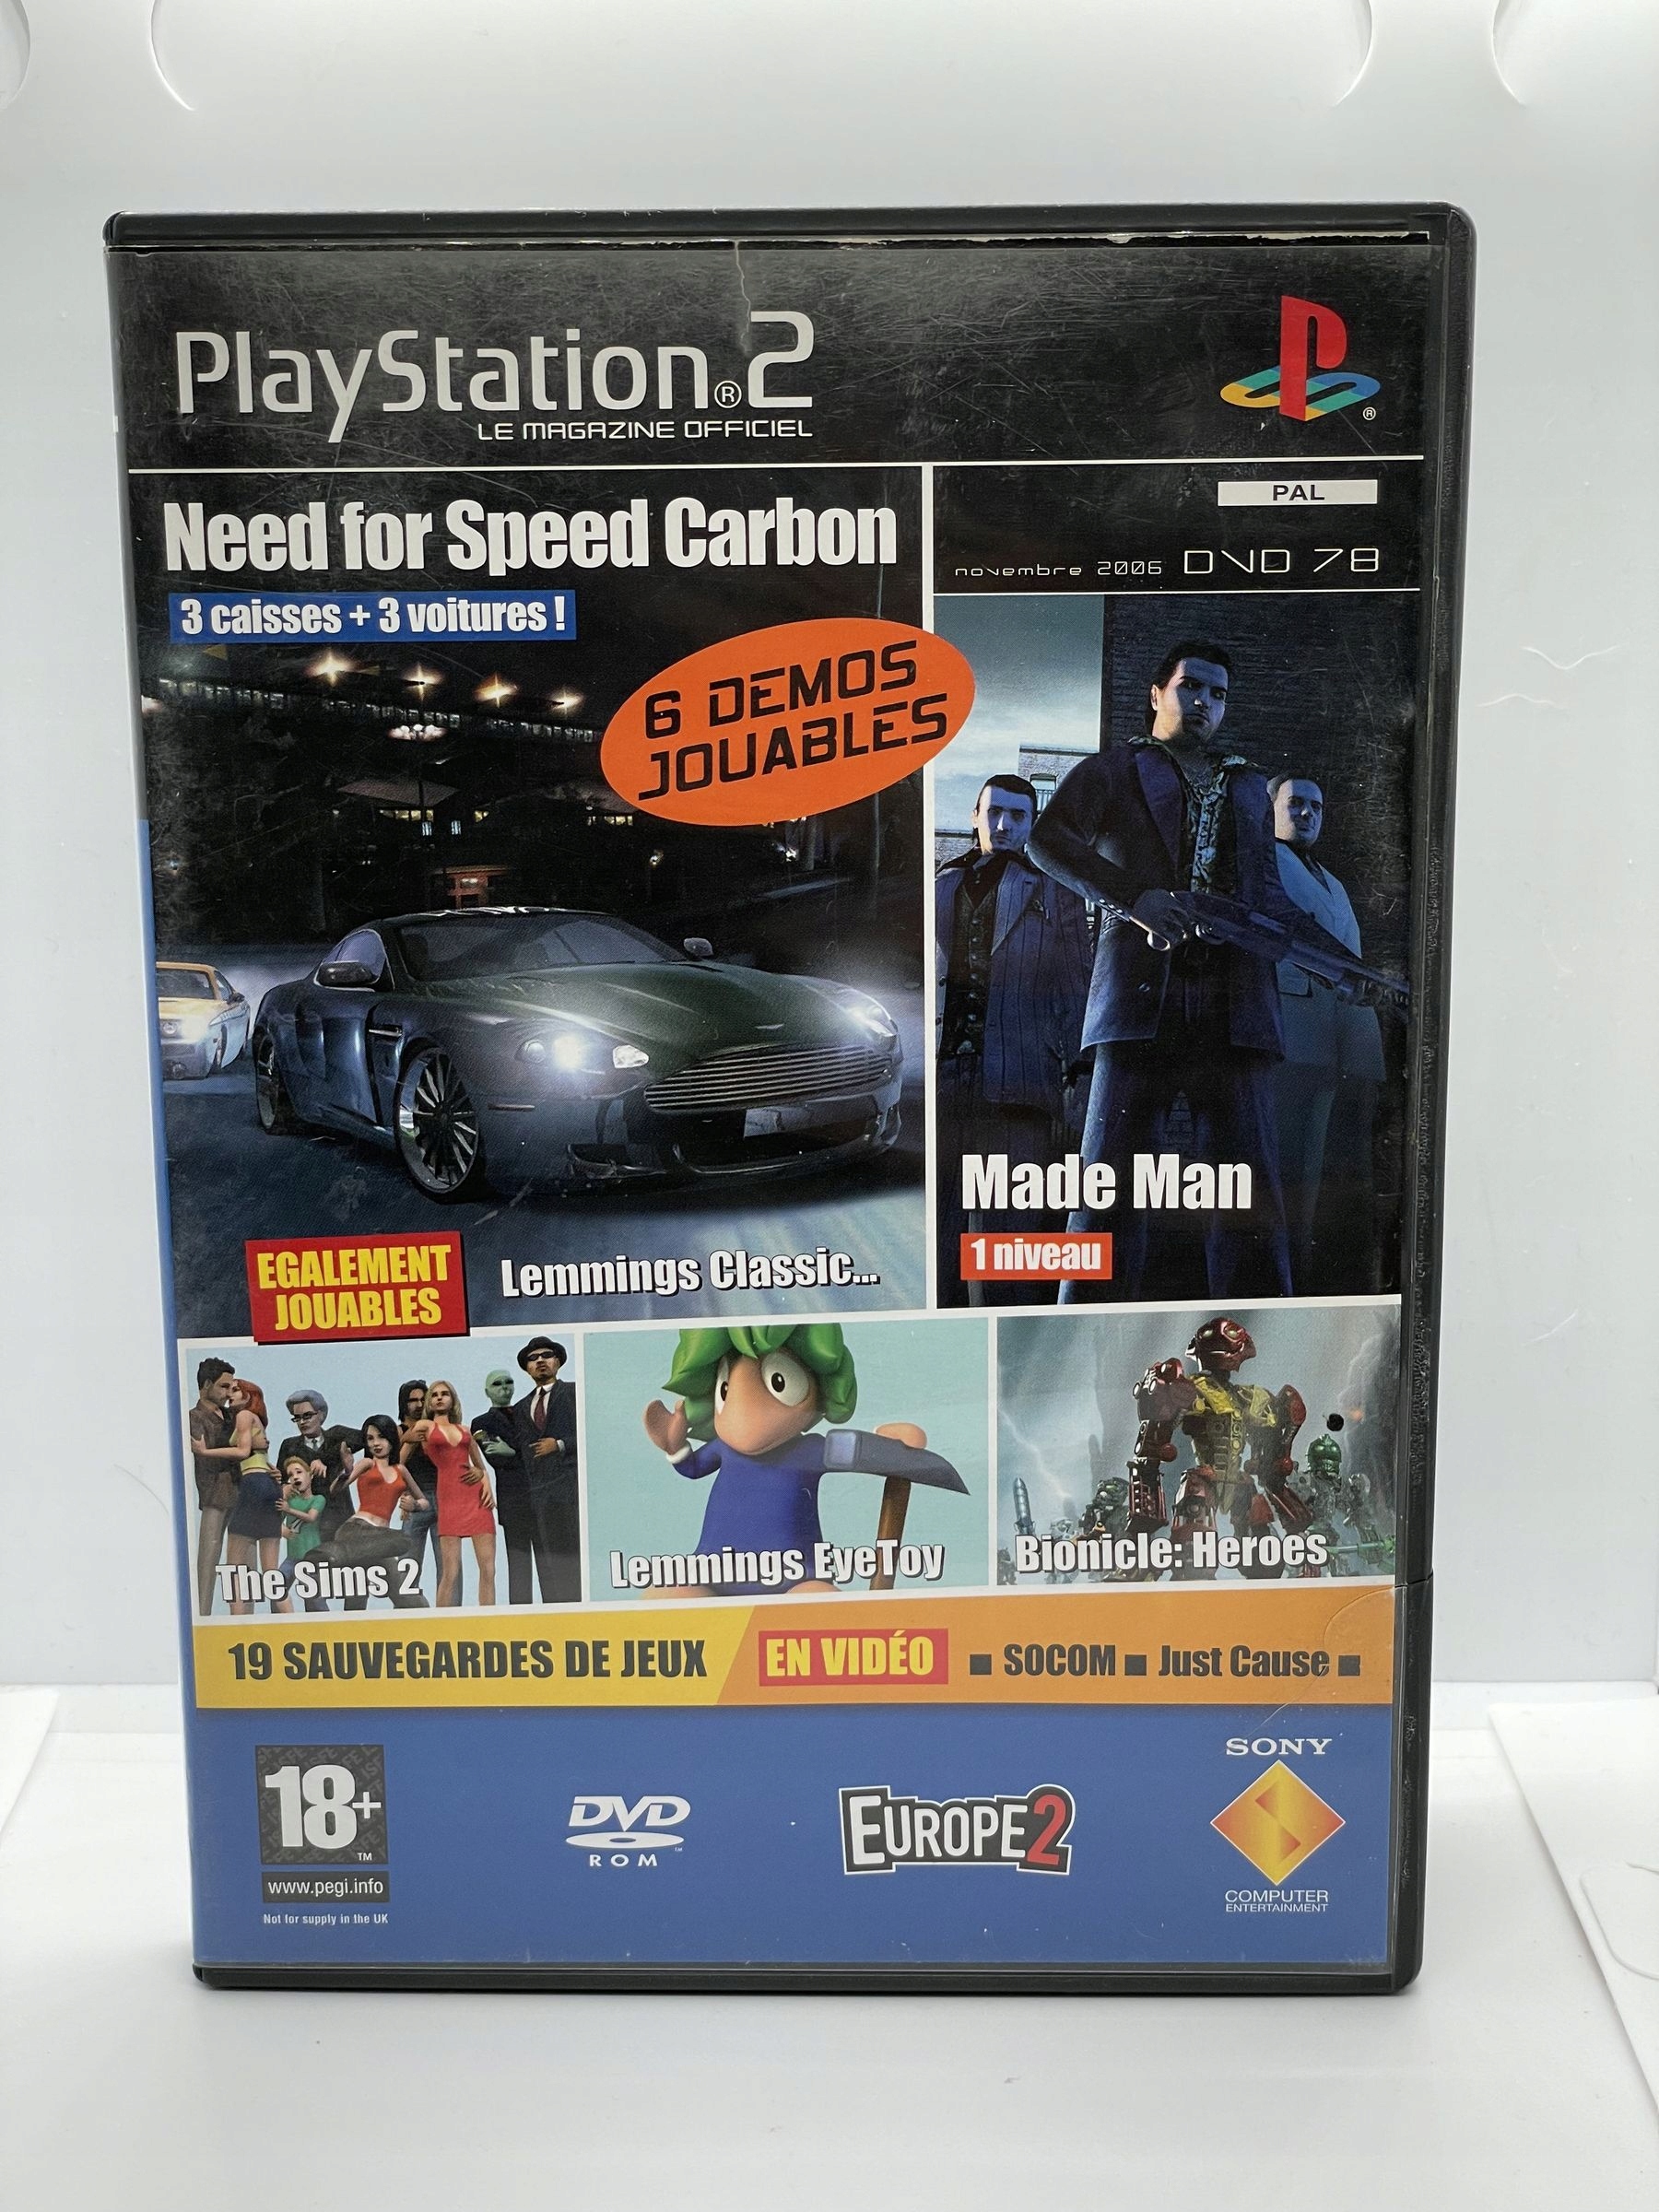 PlayStation®2
LE MAGAZINE OFFICIEL
®
PAL
novembre 2006 DVD 78
Need for Speed Carbon
3 caisses + 3 voitures !
6 DEMOS
JOUABLES
Made Man
1 niveau
EGALEMENT
JOUABLES
Lemmings Classic...
The Sims 2
Lemmings EyeToy
Bionicle: Heroes
19 SAUVEGARDES DE JEUX
EN VIDÉO
■ SOCOM ■ Just Cause ■
18+
TM
www.pegi.info
Not for supply in the UK
DVD
ROM
EUROPE2
SONY
COMPUTER
ENTERTAINMENT